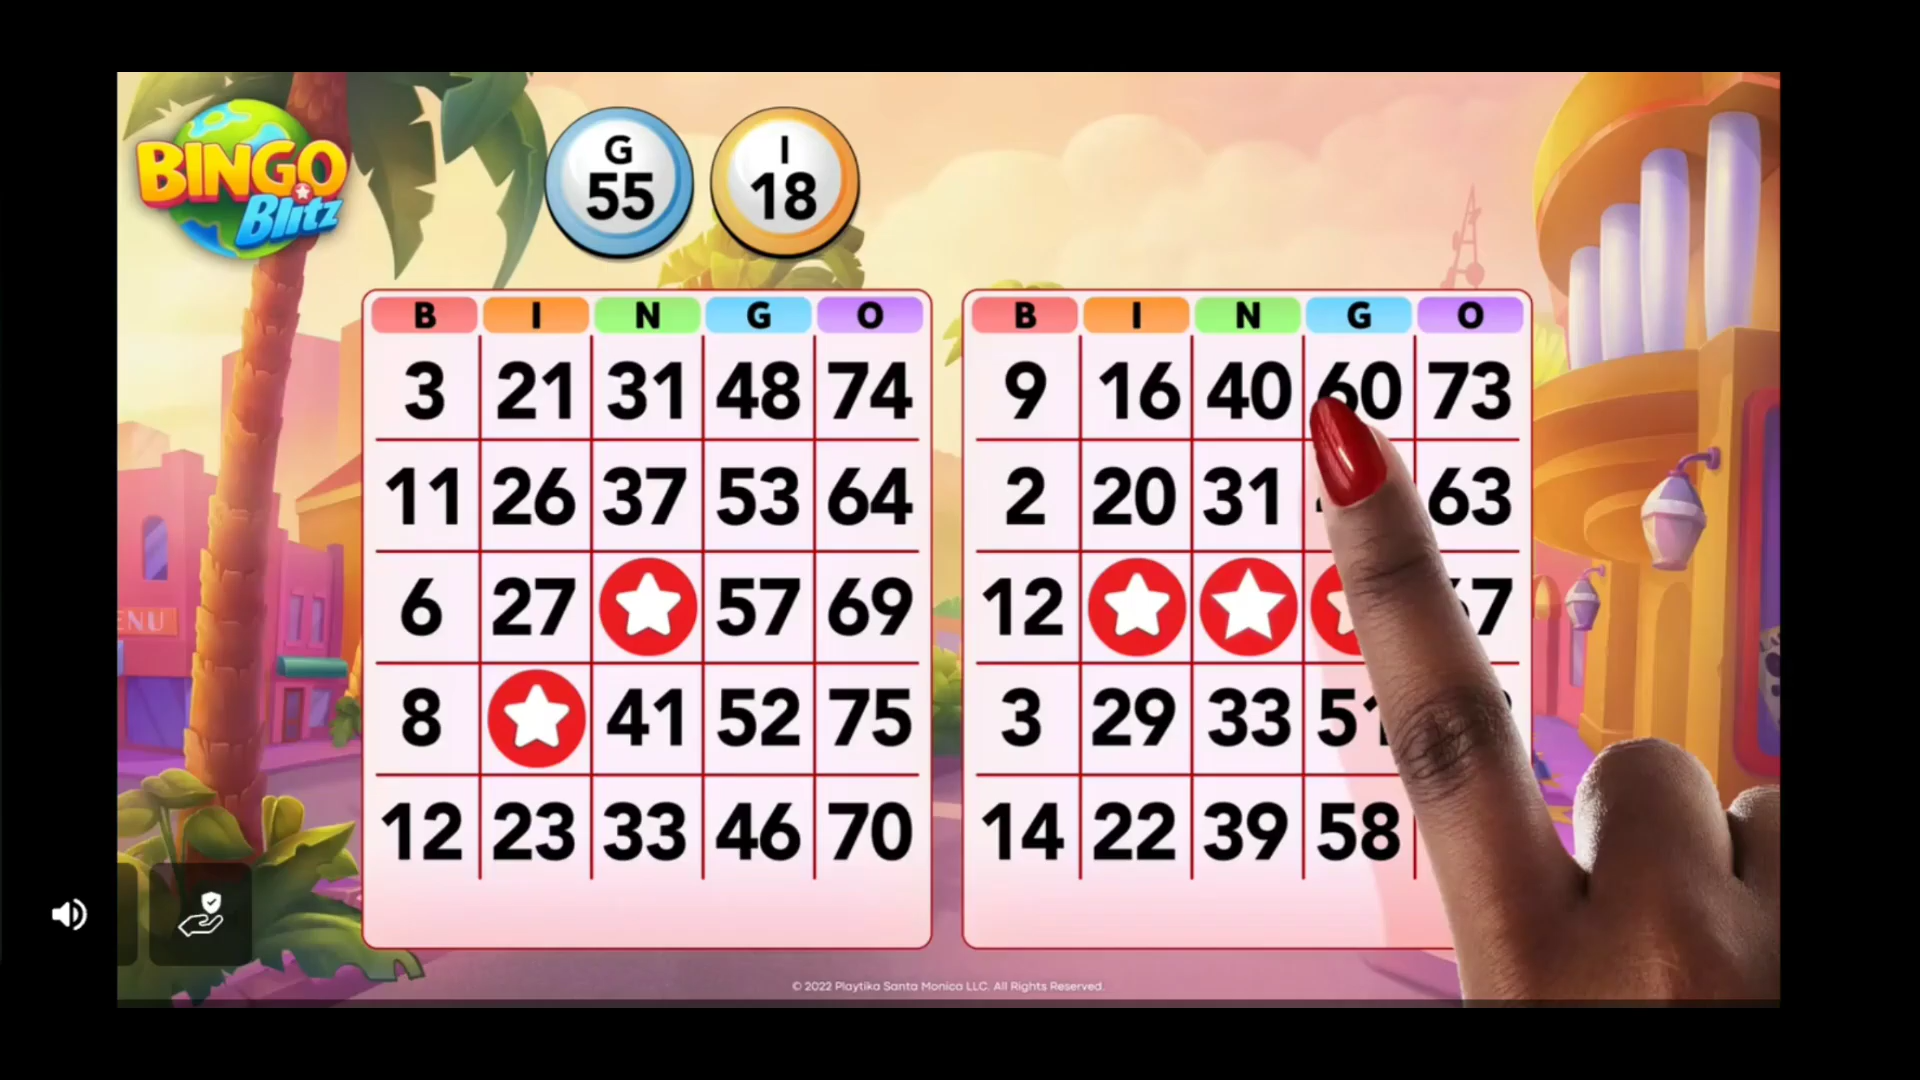 BINGO
Blitz
G
55
I
18
B I N G O
3 21 31 48 74
11 26 37 53 64
6 27 57 69
8 41 52 75
12 23 33 46 70
B I N G O
9 16 40 60 73
2 20 31 63
12
3 29 33 51
14 22 39 58
ENU
© 2022 Playtika Santa Monica LLC. All Rights Reserved.